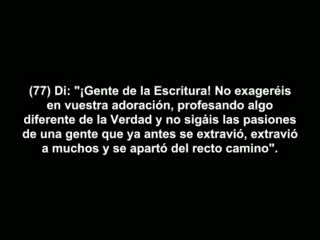 (77) Di: "¡Gente de la Escritura! No exageréis
en vuestra adoración, profesando algo
diferente de la Verdad y no sigáis las pasiones
de una gente que ya antes se extravió, extravió
a muchos y se apartó del recto camino".